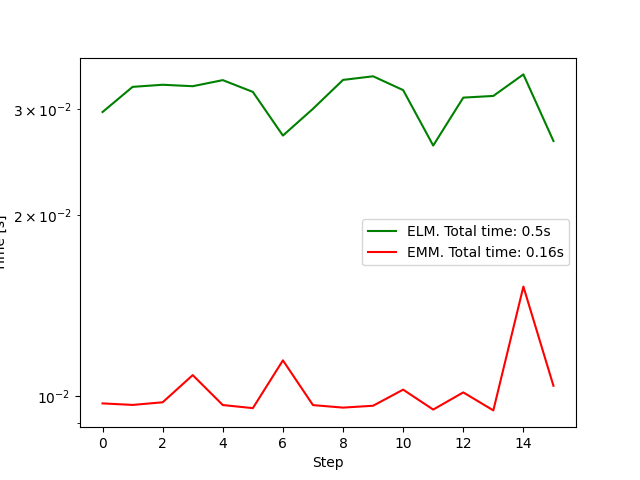 3 × 10⁻²
2 × 10⁻²
10⁻²
Time [s]
ELM. Total time: 0.5s
EMM. Total time: 0.16s
0 2 4 6 8 10 12 14
Step